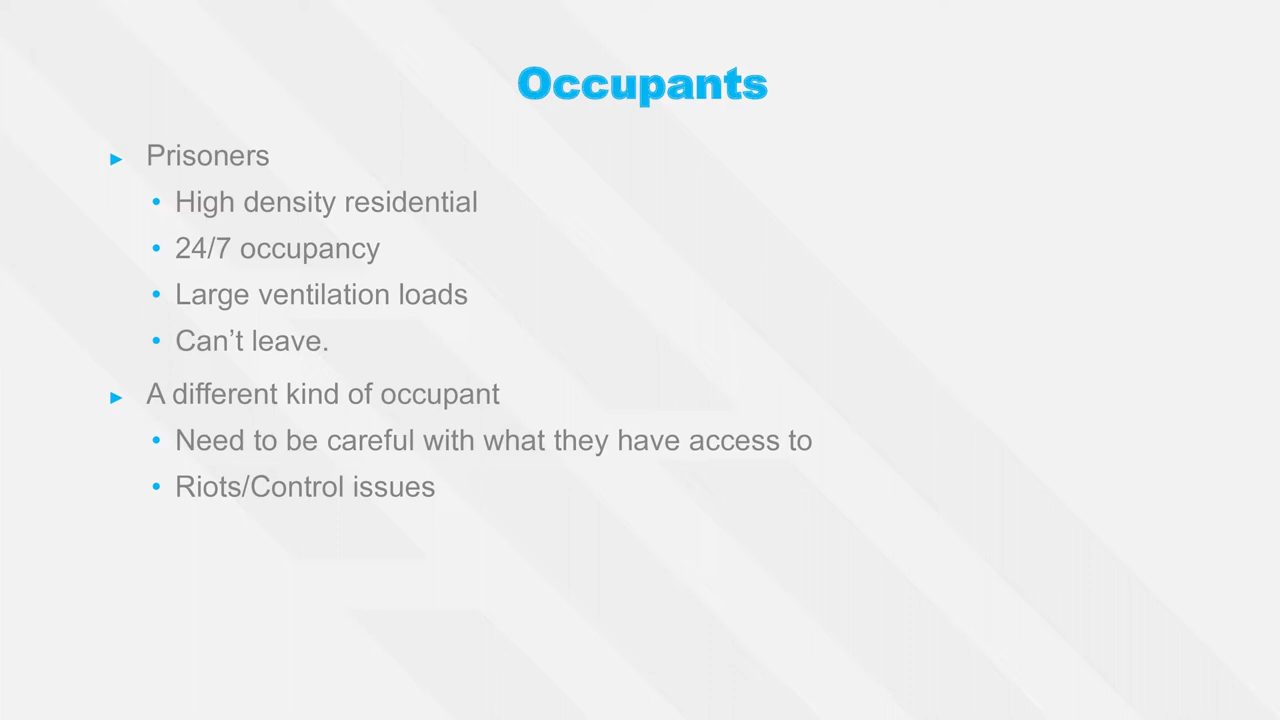 Occupants
► Prisoners
• High density residential
• 24/7 occupancy
• Large ventilation loads
• Can’t leave.
► A different kind of occupant
• Need to be careful with what they have access to
• Riots/Control issues